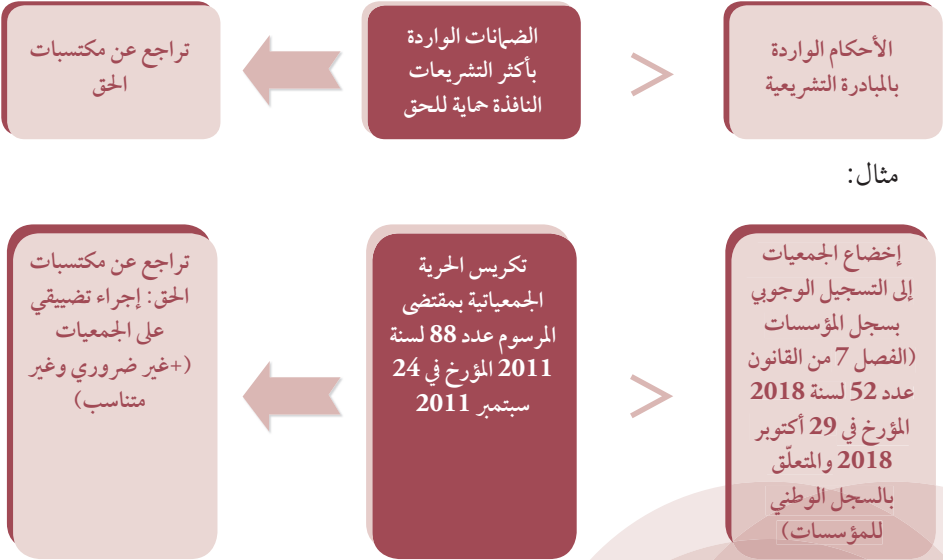 الأحكام الواردة
بالمبادرة التشريعية
>
الضمانات الواردة
بأكثر التشريعات
النافذة حماية للحق
تراجع عن مكتسبات
الحق
مثال:
إخضاع الجمعيات
إلى التسجيل الوجوبي
بسجل المؤسسات
(الفصل 7 من القانون
عدد 52 لسنة 2018
المؤرخ في 29 أكتوبر
2018 والمتعلّق
بالسجل الوطني
للمؤسسات)
>
تكريس الحرية
الجمعياتية بمقتضى
المرسوم عدد 88 لسنة
2011 المؤرخ في 24
سبتمبر 2011
تراجع عن مكتسبات
الحق: إجراء تضييقي
على الجمعيات
(+غير ضروري وغير
متناسب)